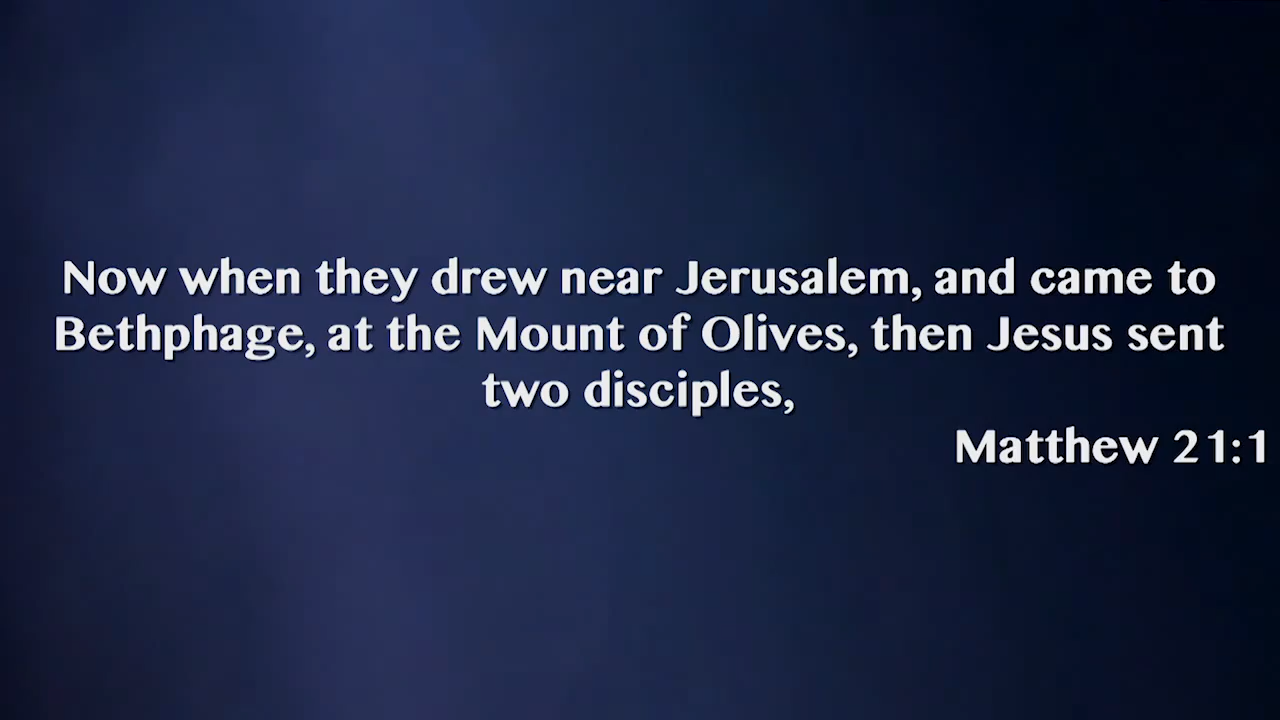 Now when they drew near Jerusalem, and came to
Bethphage, at the Mount of Olives, then Jesus sent
two disciples,
Matthew 21:1